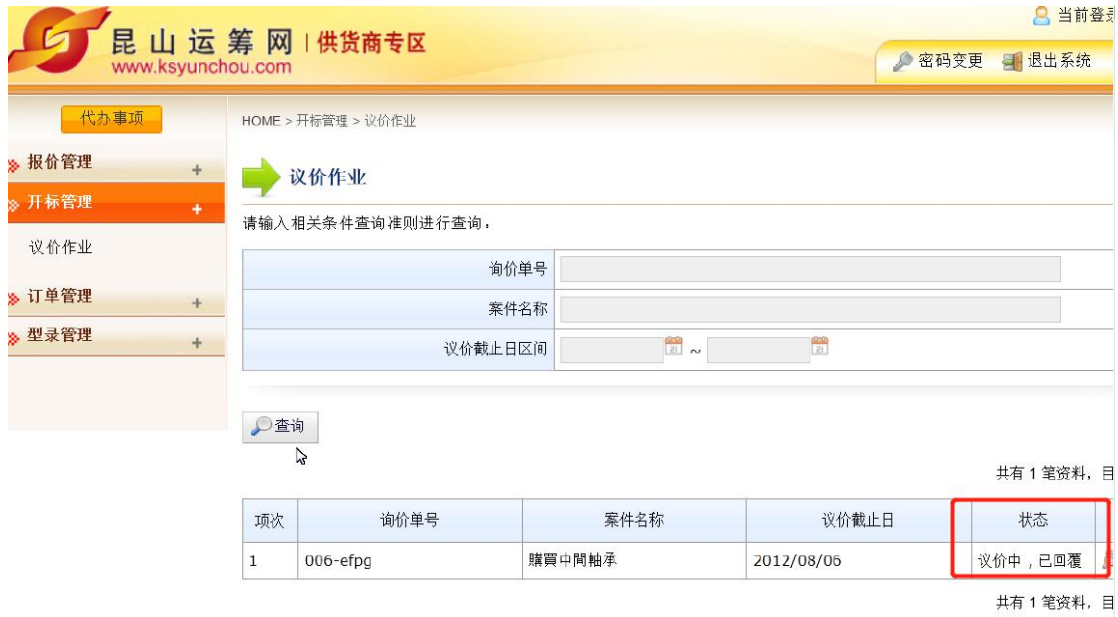 当前登录
昆山运筹网 | 供货商专区
www.ksyunchou.com
密码变更 退出系统
代办事项
HOME > 开标管理 > 议价作业
报价管理 +
议价作业
开标管理 +
请输入相关条件查询准则进行查询，
议价作业
询价单号
订单管理 +
案件名称
型录管理 +
议价截止日区间 21 ~ 21
查询
共有 1 笔资料，目
项次 询价单号 案件名称 议价截止日 状态
1 006-efpg 購買中間軸承 2012/08/06 议价中，已回覆
共有 1 笔资料，目